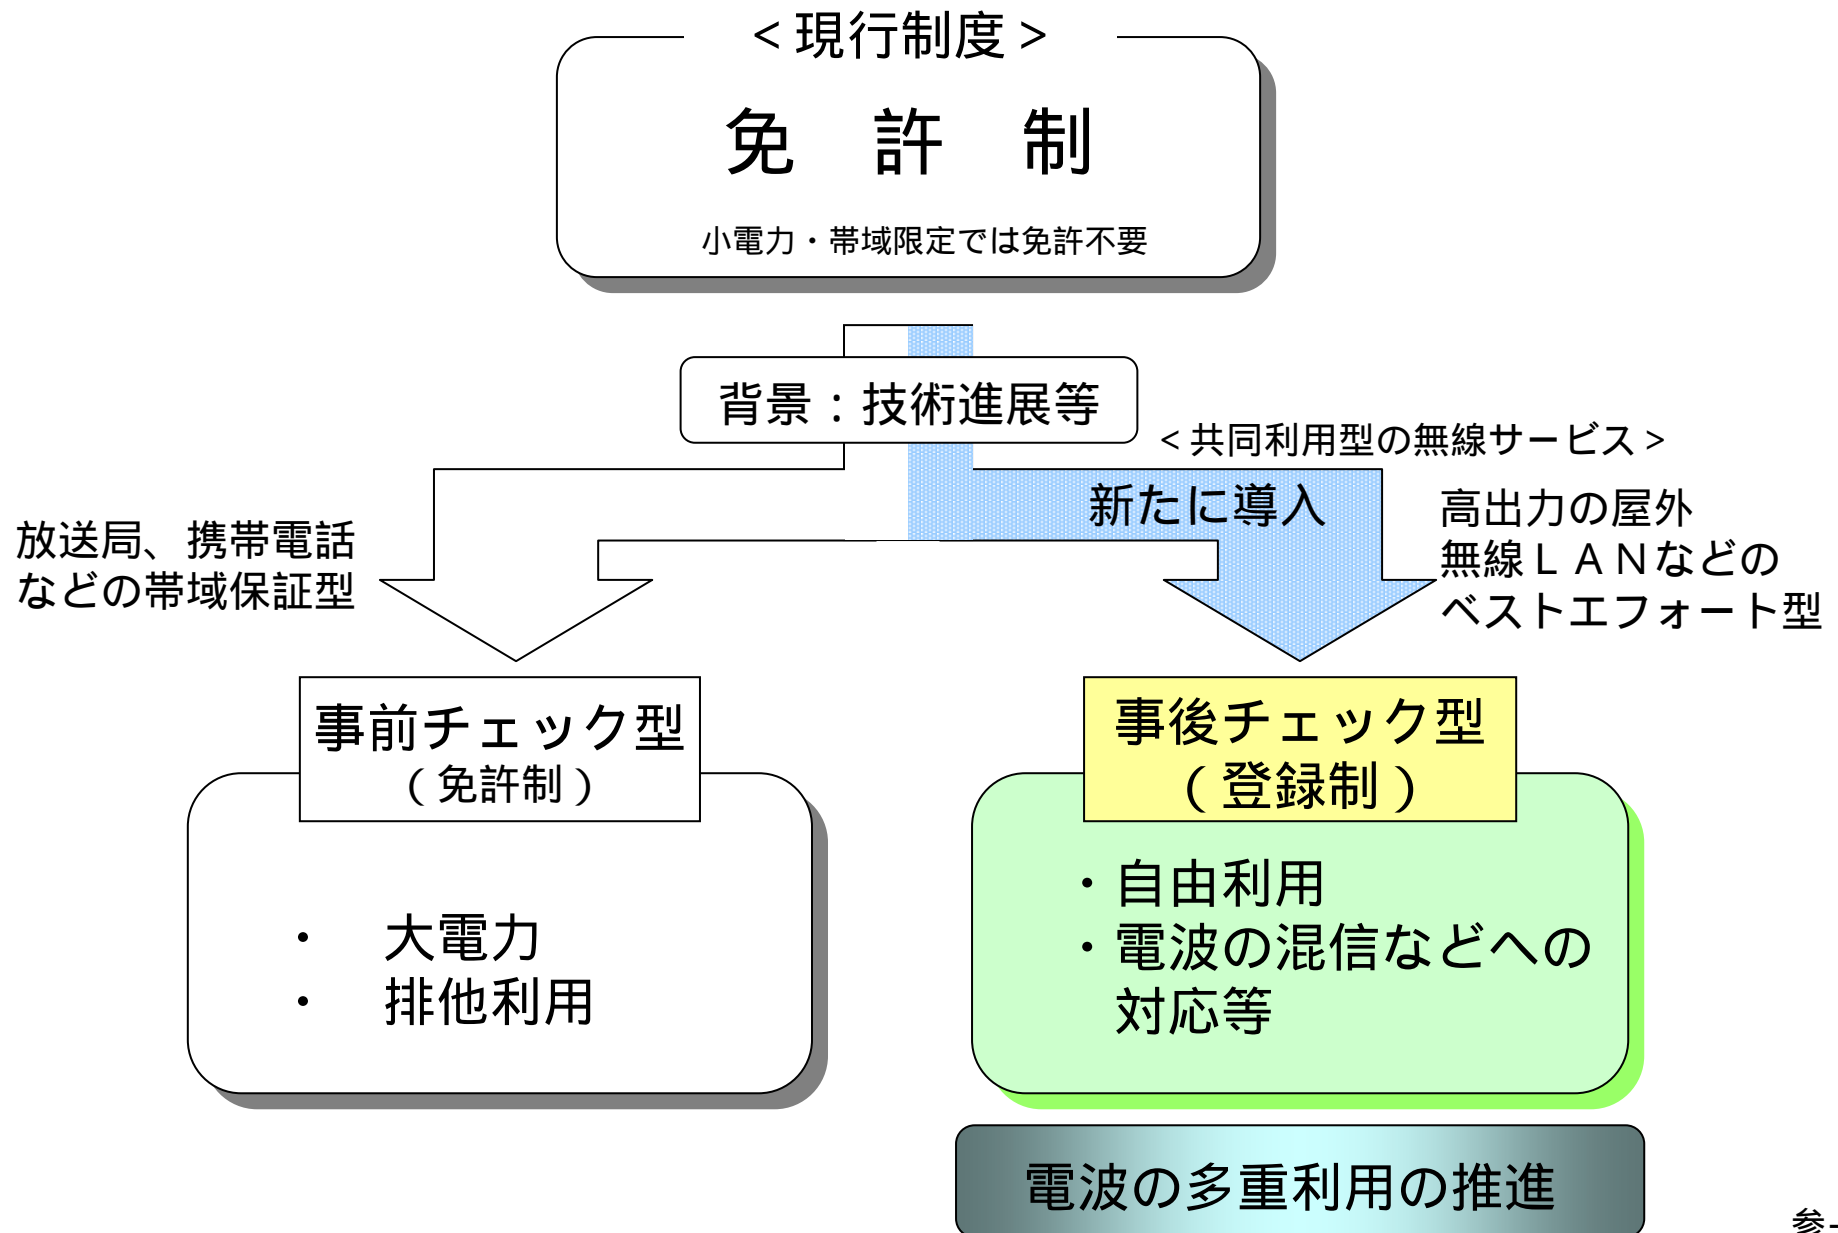 ＜現行制度＞
免　許　制
小電力・帯域限定では免許不要
背景：技術進展等
＜共同利用型の無線サービス＞
新たに導入
放送局、携帯電話
などの帯域保証型
高出力の屋外
無線ＬＡＮなどの
ベストエフォート型
事前チェック型
（免許制）
・　大電力
・　排他利用
事後チェック型
（登録制）
・自由利用
・電波の混信などへの
対応等
電波の多重利用の推進